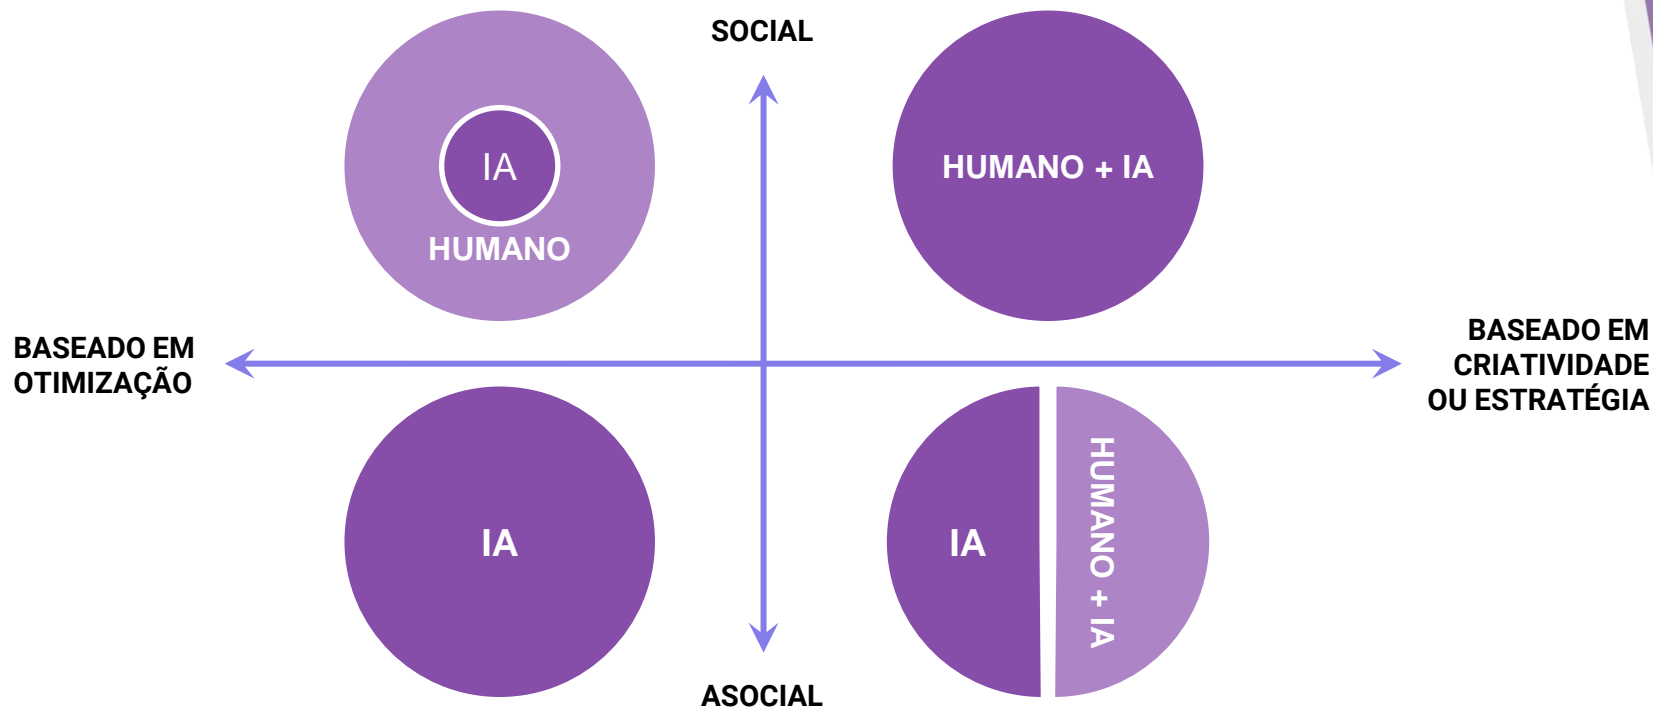 SOCIAL
IA
HUMANO
HUMANO + IA
BASEADO EM
OTIMIZAÇÃO
BASEADO EM
CRIATIVIDADE
OU ESTRATÉGIA
IA
IA
HUMANO + IA
ASOCIAL